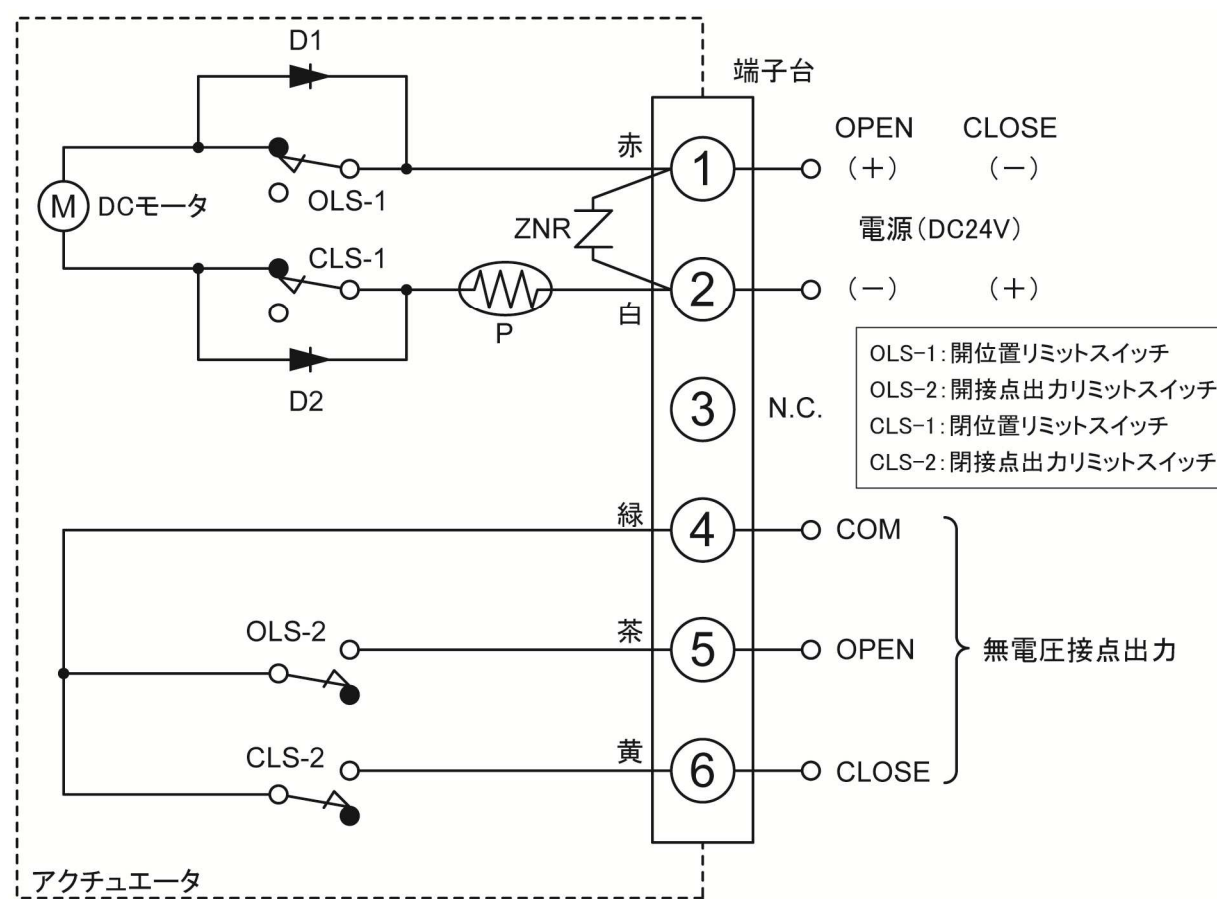 D1
端子台
OPEN CLOSE
赤
1
(+) (−)
M DCモータ
OLS-1
ZNR
電源(DC24V)
CLS-1
2
(−) (+)
白
P
D2
OLS-1:開位置リミットスイッチ
OLS-2:開接点出力リミットスイッチ
CLS-1:閉位置リミットスイッチ
CLS-2:閉接点出力リミットスイッチ
3 N.C.
緑
4 COM
OLS-2
茶
5 OPEN
無電圧接点出力
CLS-2
黄
6 CLOSE
アクチュエータ